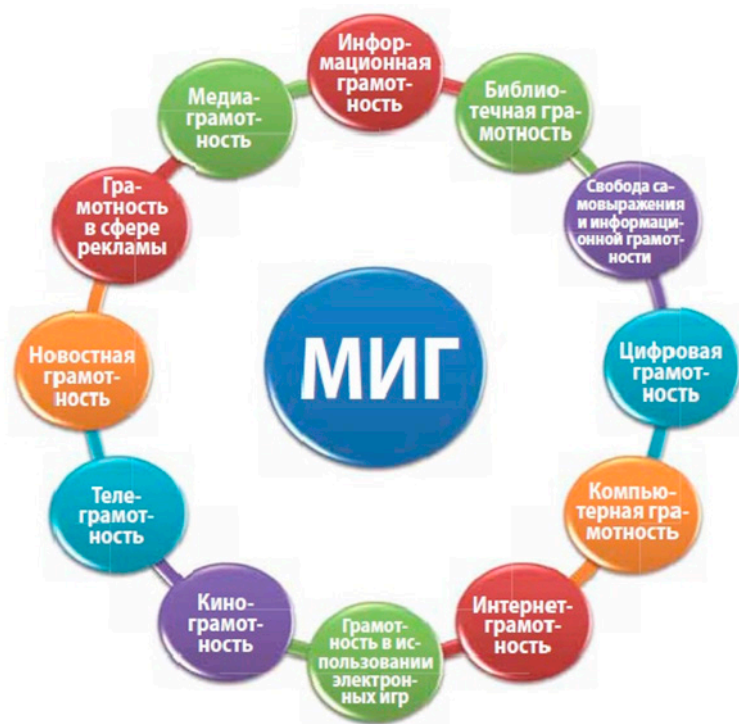 Инфор-
мационная
грамот-
ность
Библио-
течная гра-
мотность
Свобода са-
мовыражения
и информаци-
онной грамот-
ности
Цифровая
грамот-
ность
Компью-
терная гра-
мотность
Интернет-
грамот-
ность
Грамот-
ность в ис-
пользовании
электрон-
ных игр
Кино-
грамот-
ность
Теле-
грамот-
ность
Новостная
грамот-
ность
Гра-
мотность
в сфере
рекламы
Медиа-
грамот-
ность
МИГ